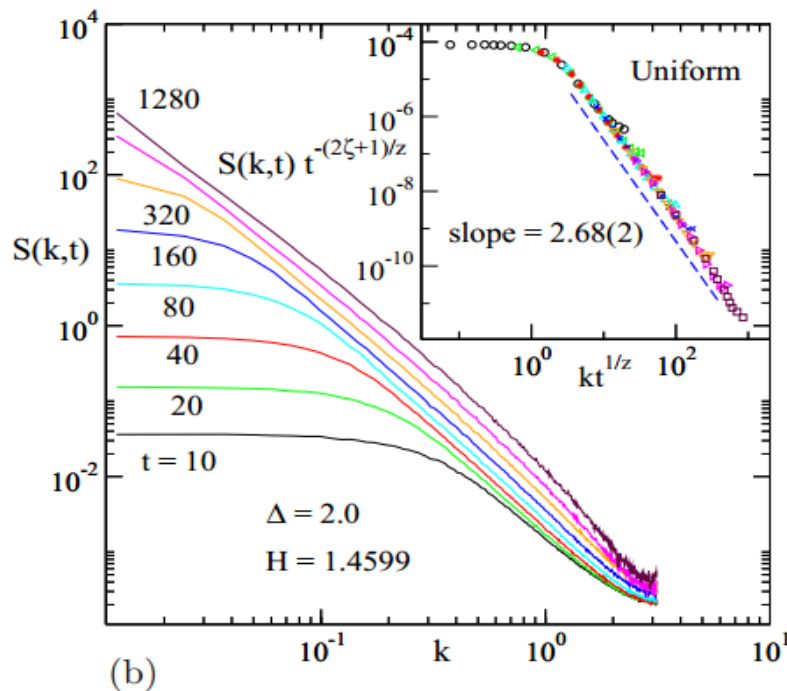 10^4
10^2
10^0
10^-2
S(k,t)
1280
320
160
80
40
20
t = 10
Δ = 2.0
H = 1.4599
10^-1
k
10^0
10^1
S(k,t) t^-(2ζ+1)/z
Uniform
10^-4
10^-6
10^-8
10^-10
slope = 2.68(2)
10^0
kt^1/z
10^2
(b)